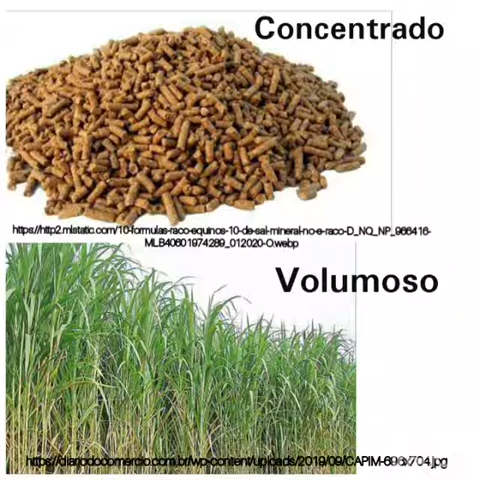 Concentrado
https://http2.mlstatic.com/10-formulas-raco-equinos-10-de-sal-mineral-no-e-raco-D_NQ_NP_966416-
MLB40601974289_012020-O.webp
Volumoso
https://diariodocomercio.com.br/wp-content/uploads/2019/09/CAPIM-696x704.jpg